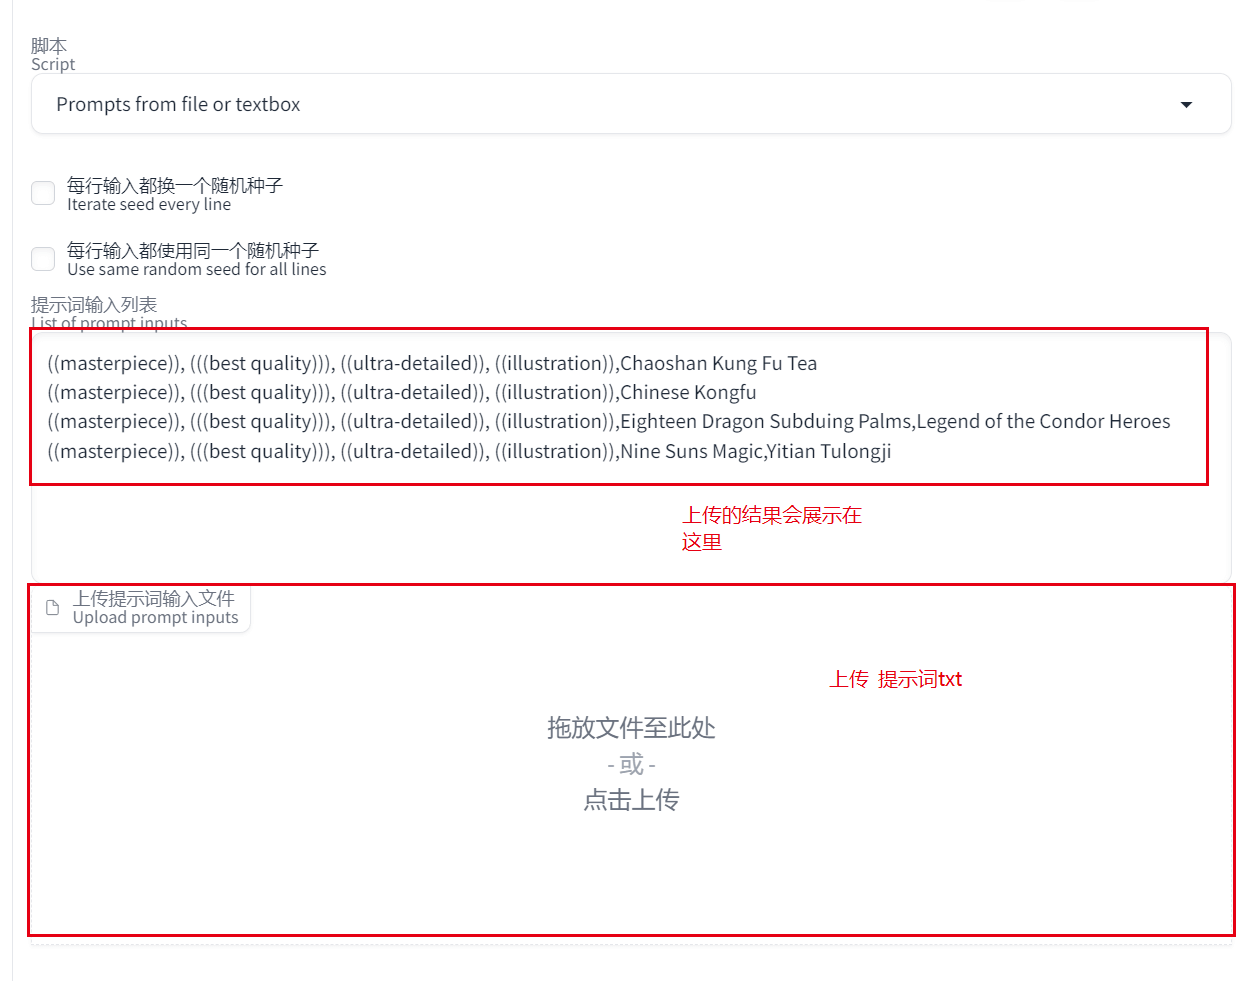 脚本
Script
Prompts from file or textbox
每行输入都换一个随机种子
Iterate seed every line
每行输入都使用同一个随机种子
Use same random seed for all lines
提示词输入列表
List of prompt inputs
((masterpiece)), (((best quality))), ((ultra-detailed)), ((illustration)),Chaoshan Kung Fu Tea
((masterpiece)), (((best quality))), ((ultra-detailed)), ((illustration)),Chinese Kongfu
((masterpiece)), (((best quality))), ((ultra-detailed)), ((illustration)),Eighteen Dragon Subduing Palms,Legend of the Condor Heroes
((masterpiece)), (((best quality))), ((ultra-detailed)), ((illustration)),Nine Suns Magic,Yitian Tulongji
上传的结果会展示在
这里
上传提示词输入文件
Upload prompt inputs
上传 提示词txt
拖放文件至此处
- 或 -
点击上传